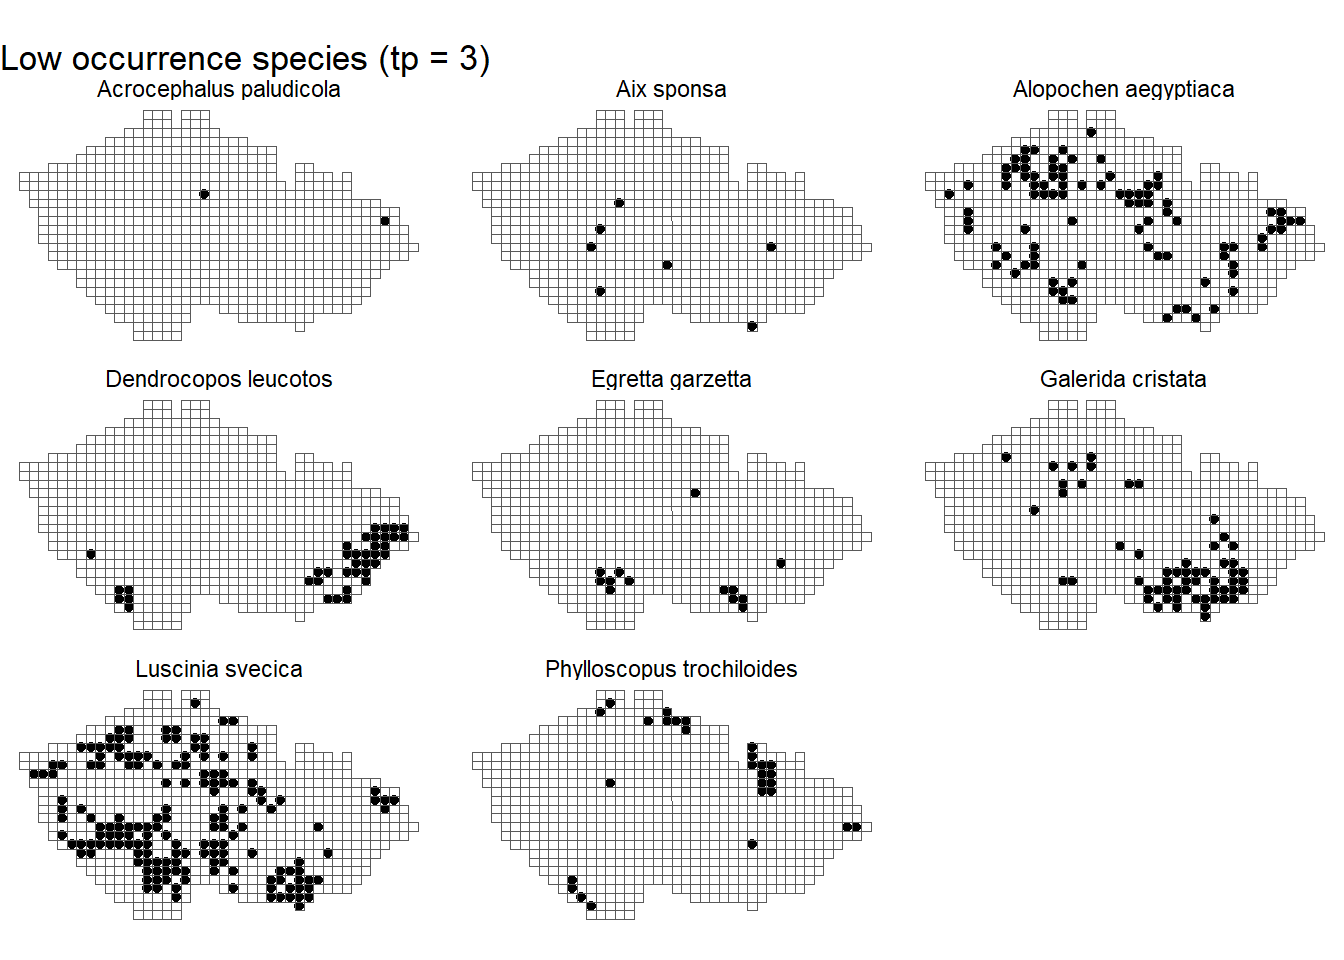 Low occurrence species (tp = 3)
Acrocephalus paludicola
Aix sponsa
Alopochen aegyptiaca
Dendrocopos leucotos
Egretta garzetta
Galerida cristata
Luscinia svecica
Phylloscopus trochiloides